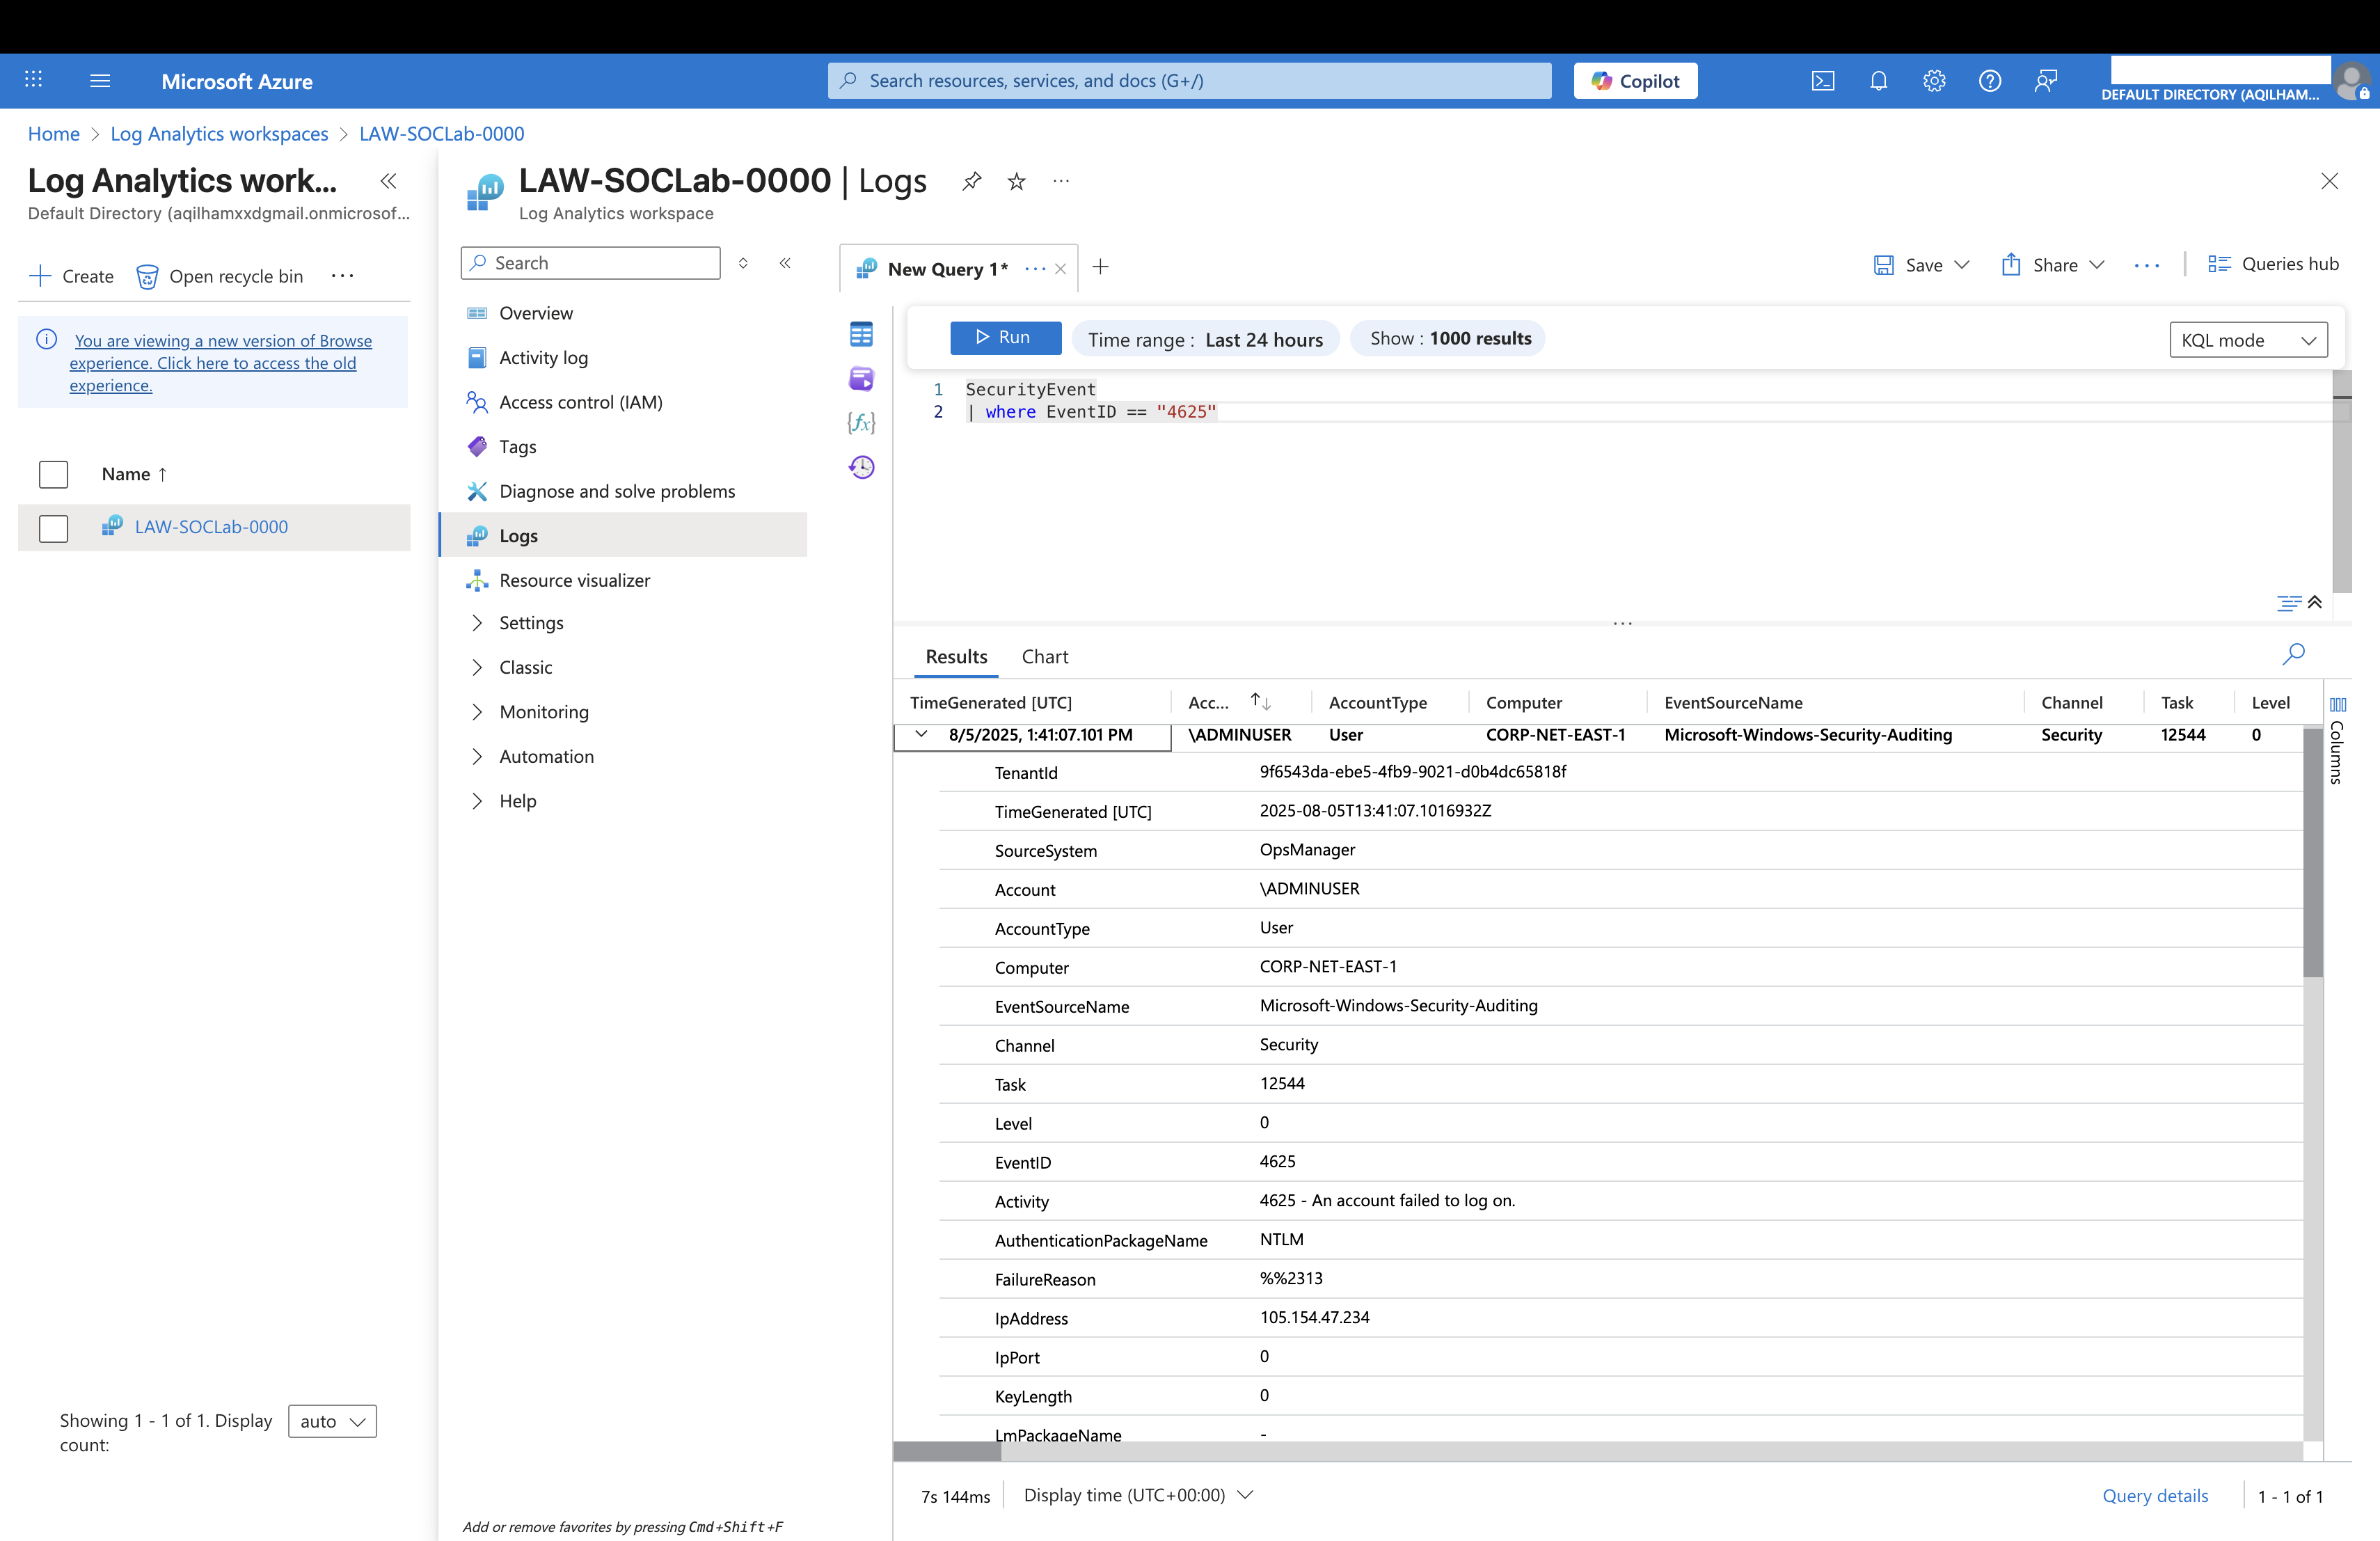 Microsoft Azure
Search resources, services, and docs (G+/)
Copilot
DEFAULT DIRECTORY (AQILHAM...
Home > Log Analytics workspaces > LAW-SOCLab-0000
Log Analytics work...
Default Directory (aqilhamxxdgmail.onmicrosof...
Create
Open recycle bin
...
You are viewing a new version of Browse
experience. Click here to access the old
experience.
Name ↑
LAW-SOCLab-0000
Showing 1 - 1 of 1. Display
count:
auto
LAW-SOCLab-0000 | Logs
Log Analytics workspace
Search
Overview
Activity log
Access control (IAM)
Tags
Diagnose and solve problems
Logs
Resource visualizer
Settings
Classic
Monitoring
Automation
Help
Add or remove favorites by pressing Cmd+Shift+F
New Query 1*
Save
Share
Queries hub
Run
Time range : Last 24 hours
Show : 1000 results
KQL mode
1 SecurityEvent
2 | where EventID == "4625"
Results
Chart
TimeGenerated [UTC] Acc... ↑↓ AccountType Computer EventSourceName Channel Task Level
8/5/2025, 1:41:07.101 PM \ADMINUSER User CORP-NET-EAST-1 Microsoft-Windows-Security-Auditing Security 12544 0
TenantId 9f6543da-ebe5-4fb9-9021-d0b4dc65818f
TimeGenerated [UTC] 2025-08-05T13:41:07.1016932Z
SourceSystem OpsManager
Account \ADMINUSER
AccountType User
Computer CORP-NET-EAST-1
EventSourceName Microsoft-Windows-Security-Auditing
Channel Security
Task 12544
Level 0
EventID 4625
Activity 4625 - An account failed to log on.
AuthenticationPackageName NTLM
FailureReason %%2313
IpAddress 105.154.47.234
IpPort 0
KeyLength 0
LmPackageName -
Columns
7s 144ms
Display time (UTC+00:00)
Query details
1 - 1 of 1